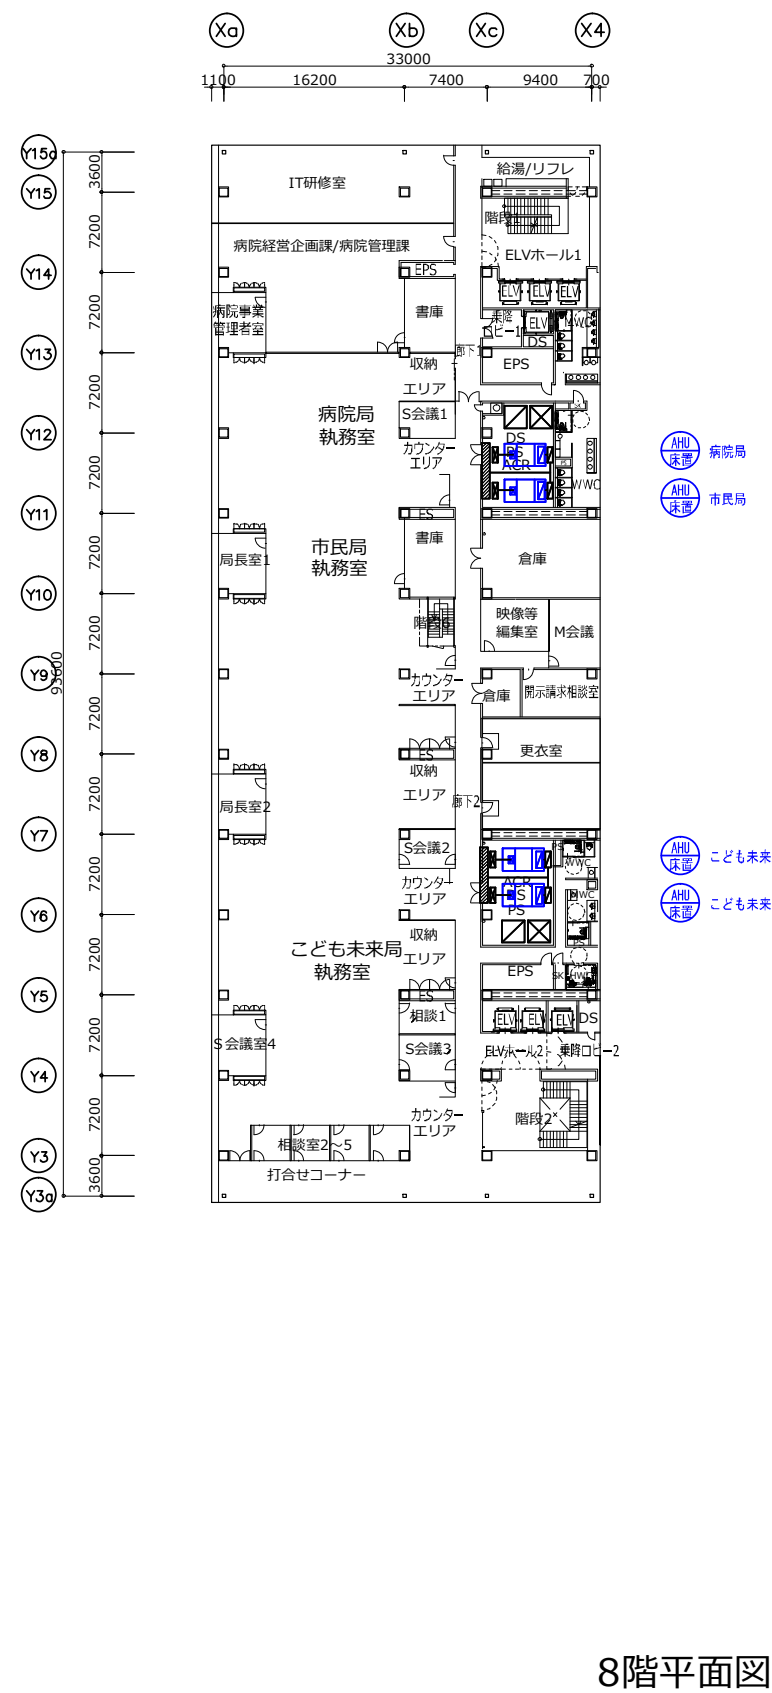 Xa Xb Xc X4
33000
1100 16200 7400 9400 700
Y15a
3600
Y15
7200
Y14
7200
Y13
7200
Y12
7200
Y11
7200
Y10
7200
Y9
93600
7200
Y8
7200
Y7
7200
Y6
7200
Y5
7200
Y4
7200
Y3
3600
Y3a
IT研修室
給湯/リフレ
階段1
病院経営企画課/病院管理課
ELVホール1
EPS
ELV ELV ELV
病院事業
管理者室
書庫
乗降
ビー1
ELV
MWC
DS
廊下1
収納
エリア
EPS
S会議1
病院局
執務室
DS
PS
ACR
カウンター
エリア
WWC
AHU
床置
病院局
AHU
床置
市民局
ES
書庫
市民局
執務室
局長室1
倉庫
階段6
映像等
編集室
M会議
カウンター
エリア
倉庫
開示請求相談室
ES
更衣室
収納
エリア
局長室2
廊下2
S会議2
PS
WWC
AHU
床置
こども未来
カウンター
エリア
ACR
PS
AHU
床置
こども未来
収納
エリア
こども未来局
執務室
EPS
SK
HWC
ES
相談1
ELV ELV ELV
DS
S会議室4
S会議3
ELVホール2
乗降ロビー2
カウンター
エリア
階段2
相談室2～5
打合せコーナー
8階平面図